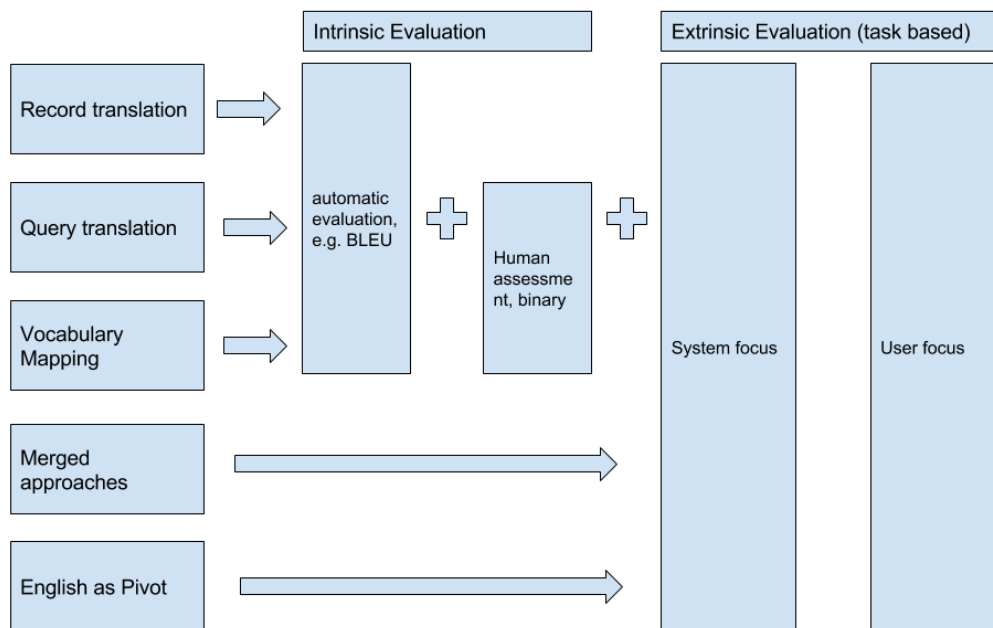 Intrinsic Evaluation
Extrinsic Evaluation (task based)
Record translation
Query translation
Vocabulary
Mapping
Merged
approaches
English as Pivot
automatic
evaluation,
e.g. BLEU
Human
assessme
nt, binary
System focus
User focus